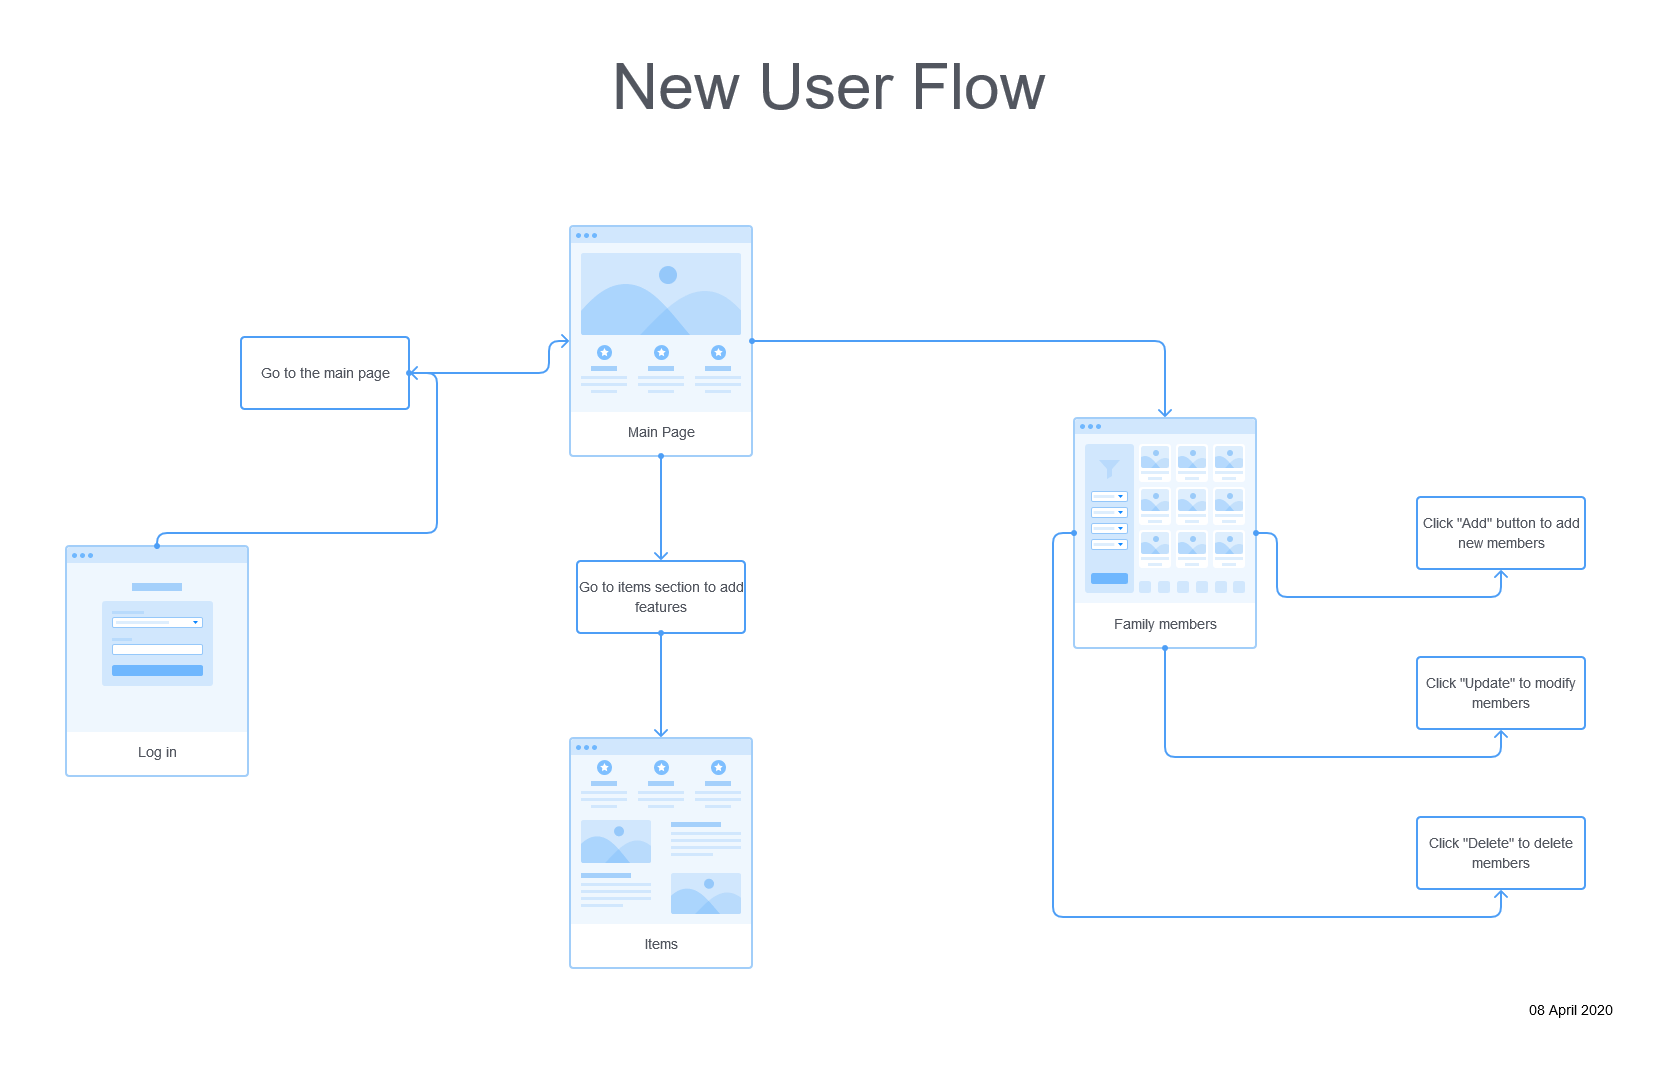 New User Flow
Go to the main page
Main Page
Click "Add" button to add
new members
Go to items section to add
features
Family members
Click "Update" to modify
members
Log in
Click "Delete" to delete
members
Items
08 April 2020